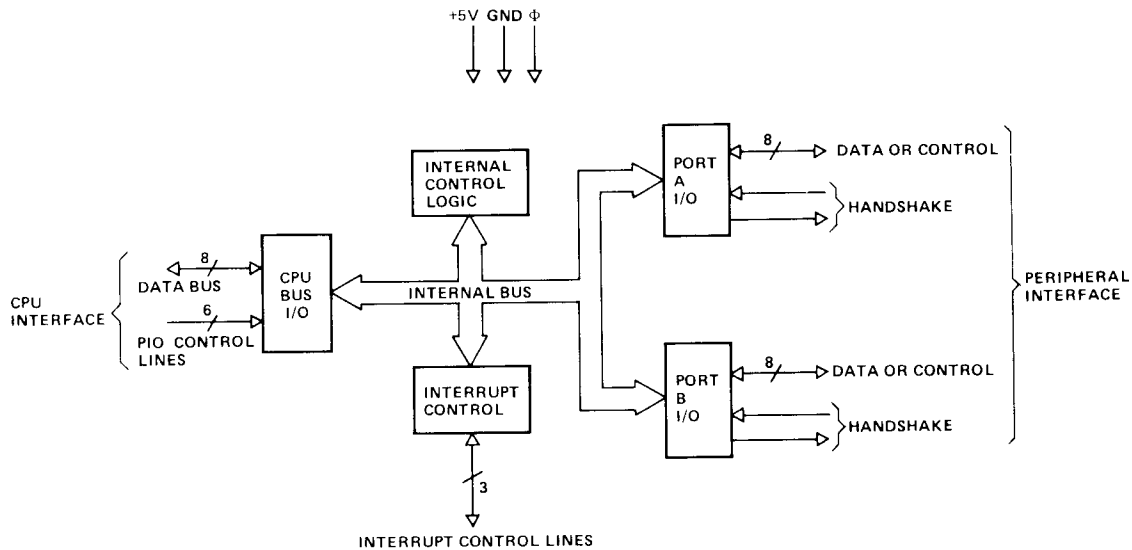 +5V GND Φ
INTERNAL
CONTROL
LOGIC
PORT
A
I/O
8
DATA OR CONTROL
HANDSHAKE
CPU
INTERFACE
8
DATA BUS
6
PIO CONTROL
LINES
CPU
BUS
I/O
INTERNAL BUS
PERIPHERAL
INTERFACE
INTERRUPT
CONTROL
PORT
B
I/O
8
DATA OR CONTROL
HANDSHAKE
3
INTERRUPT CONTROL LINES